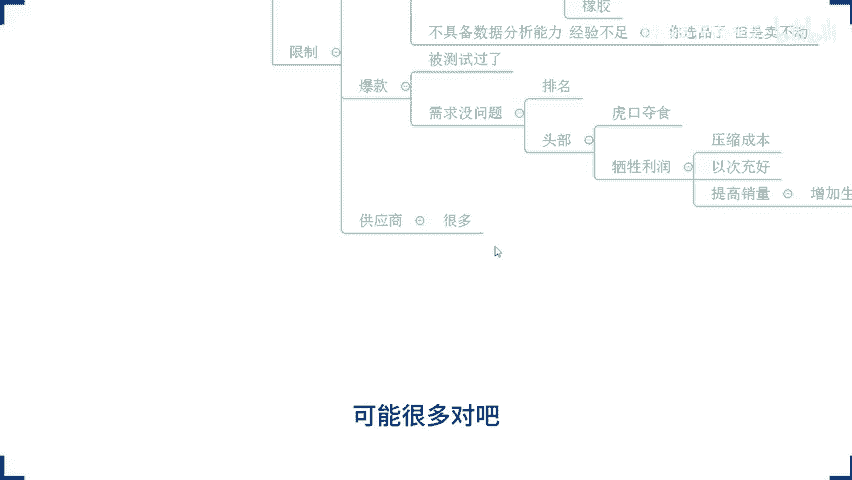 橡胶
不具备数据分析能力 经验不足 你选品了 但是卖不动
限制
被测试过了
爆款
排名
需求没问题
虎口夺食
头部
压缩成本
牺牲利润
以次充好
提高销量
增加生
供应商
很多
可能很多对吧